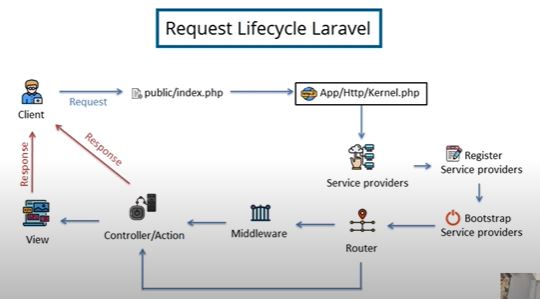 Request Lifecycle Laravel
Client
Request
public/index.php
App/Http/Kernel.php
Service providers
Register
Service providers
Bootstrap
Service providers
Router
Middleware
Controller/Action
View
Response
Response